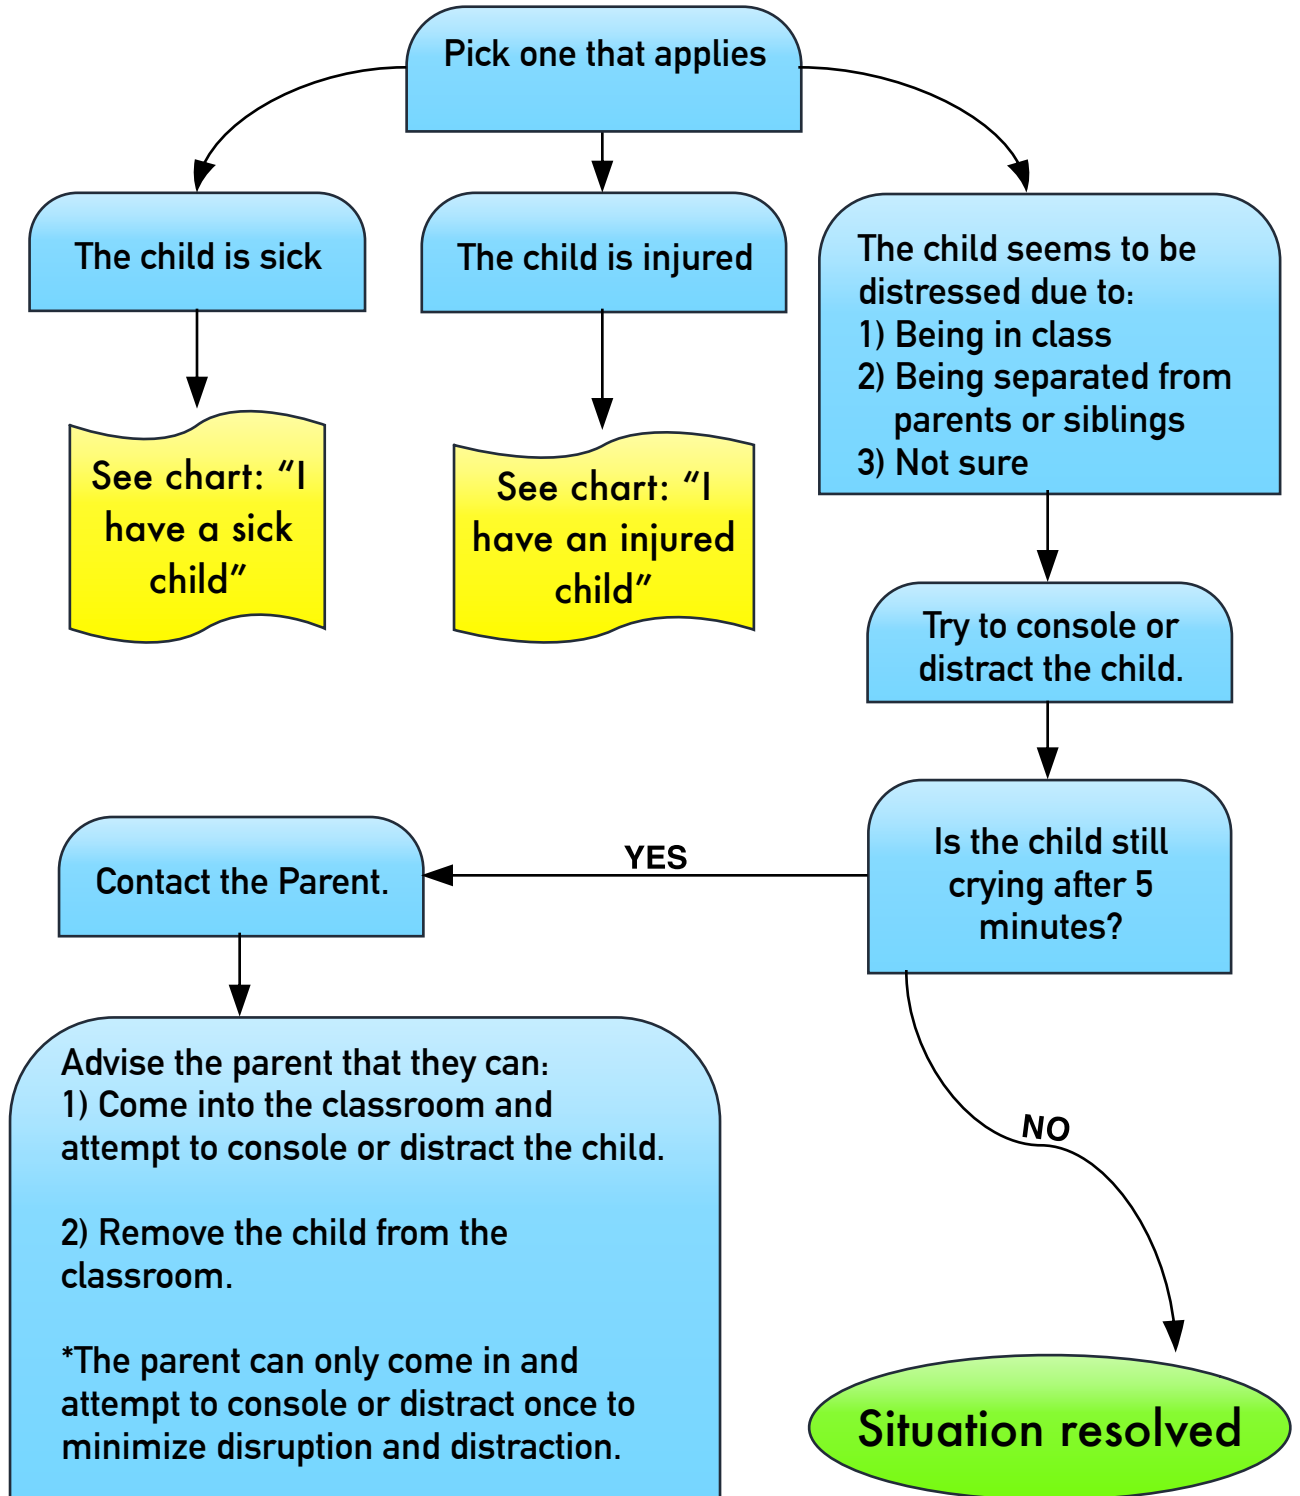 Pick one that applies
The child is sick
The child is injured
The child seems to be
distressed due to:
1) Being in class
2) Being separated from
parents or siblings
3) Not sure
See chart: “I
have a sick
child”
See chart: “I
have an injured
child”
Try to console or
distract the child.
Is the child still
crying after 5
minutes?
YES
Contact the Parent.
NO
Advise the parent that they can:
1) Come into the classroom and
attempt to console or distract the child.
2) Remove the child from the
classroom.
*The parent can only come in and
attempt to console or distract once to
minimize disruption and distraction.
Situation resolved